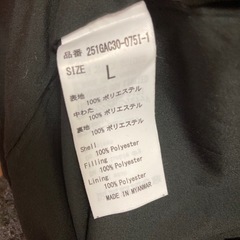 品番 251GAC30-0751-1
SIZE L
表地
100% ポリエステル
中わた
100% ポリエステル
裏地
100% ポリエステル
Shell
100% Polyester
Filling
100% Polyester
Lining
100% Polyester
MADE IN MYANMAR